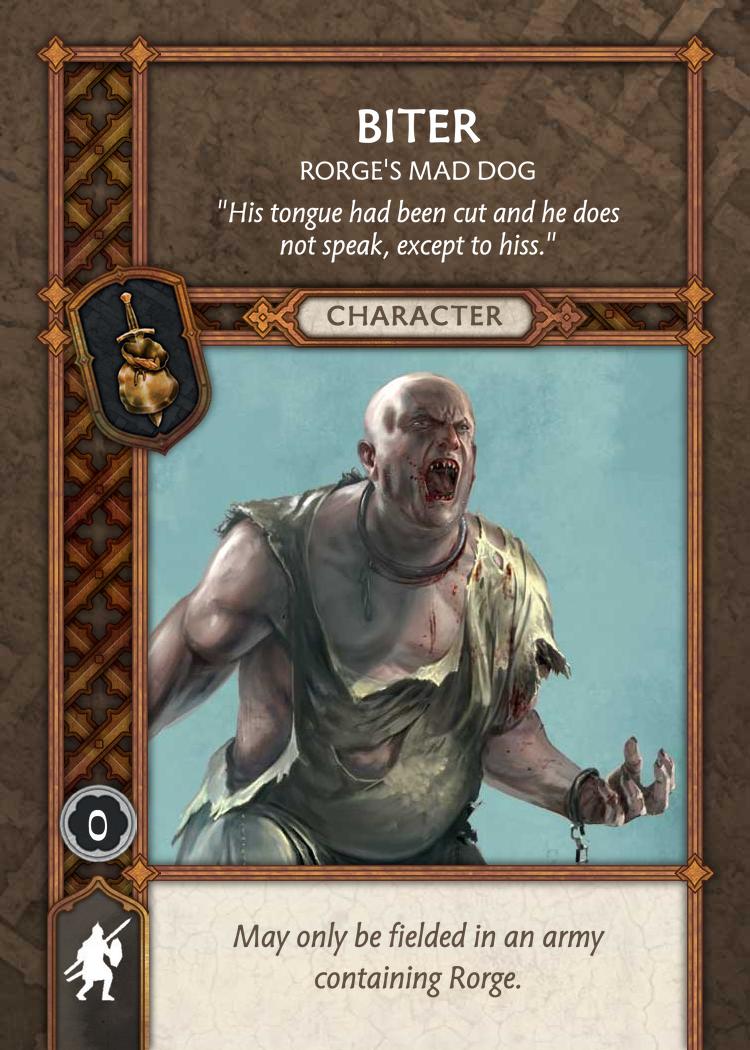 BITER
RORGE'S MAD DOG
"His tongue had been cut and he does
not speak, except to hiss."
CHARACTER
0
May only be fielded in an army
containing Rorge.